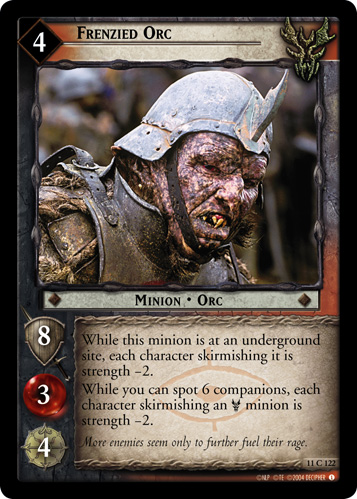 4
Frenzied Orc
Minion • Orc
8
While this minion is at an underground
site, each character skirmishing it is
strength −2.
3
While you can spot 6 companions, each
character skirmishing an minion is
strength −2.
4
More enemies seem only to further fuel their rage.
11 C 122
©NLP ©TE ©2004 DECIPHER